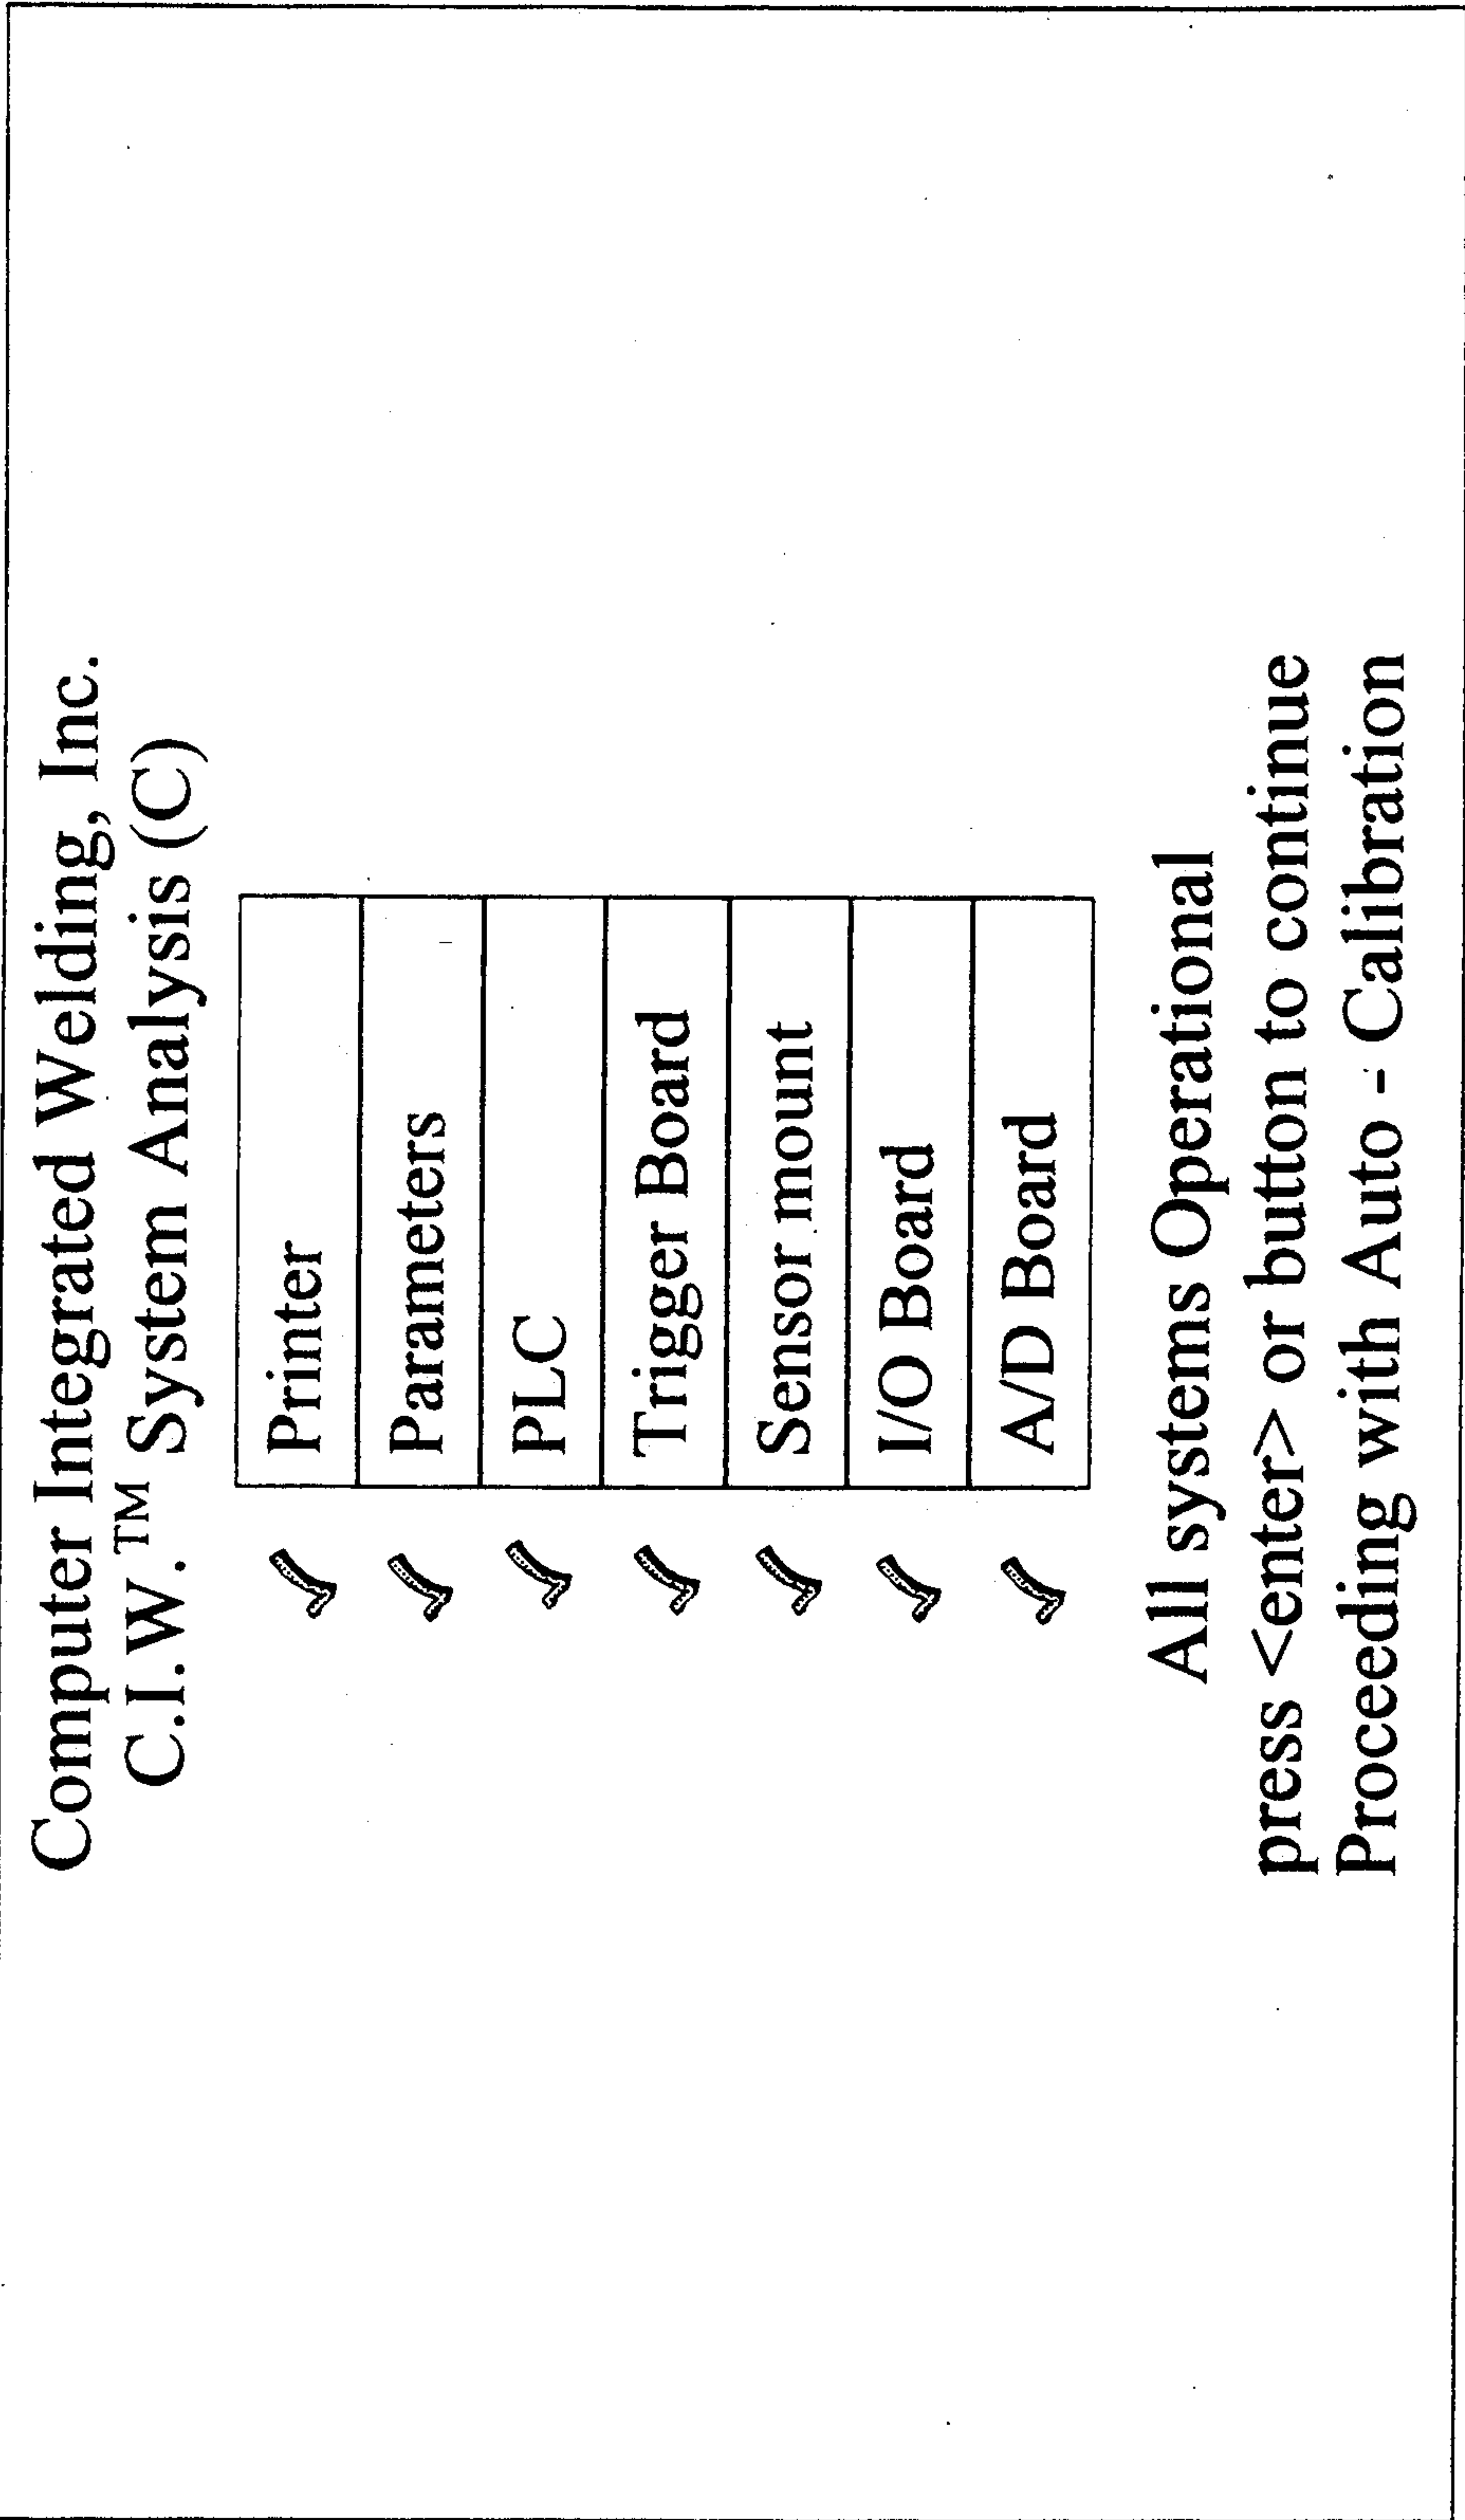 Computer Integrated Welding, Inc.
C.I.W.™ System Analysis (C)
Printer
Parameters
PLC
Trigger Board
Sensor mount
I/O Board
A/D Board
All systems Operational
press <enter> or button to continue
Proceeding with Auto - Calibration